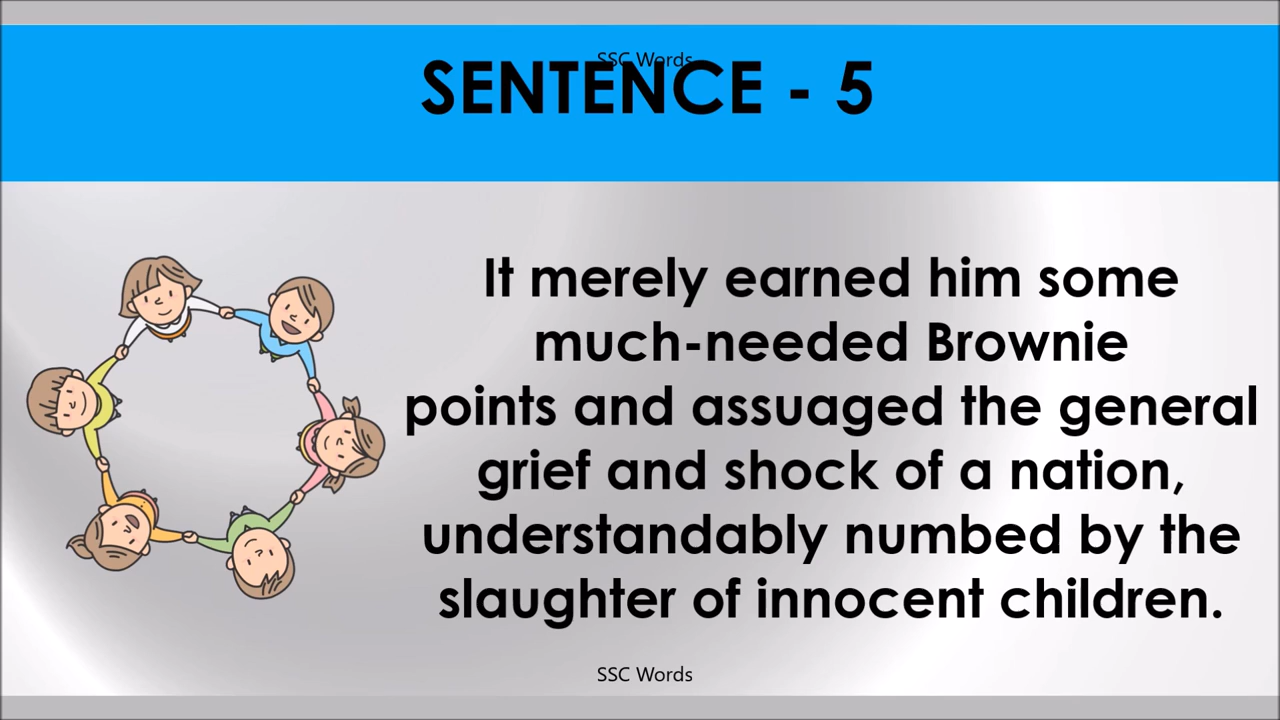 SSC Words
SENTENCE - 5
It merely earned him some
much-needed Brownie
points and assuaged the general
grief and shock of a nation,
understandably numbed by the
slaughter of innocent children.
SSC Words